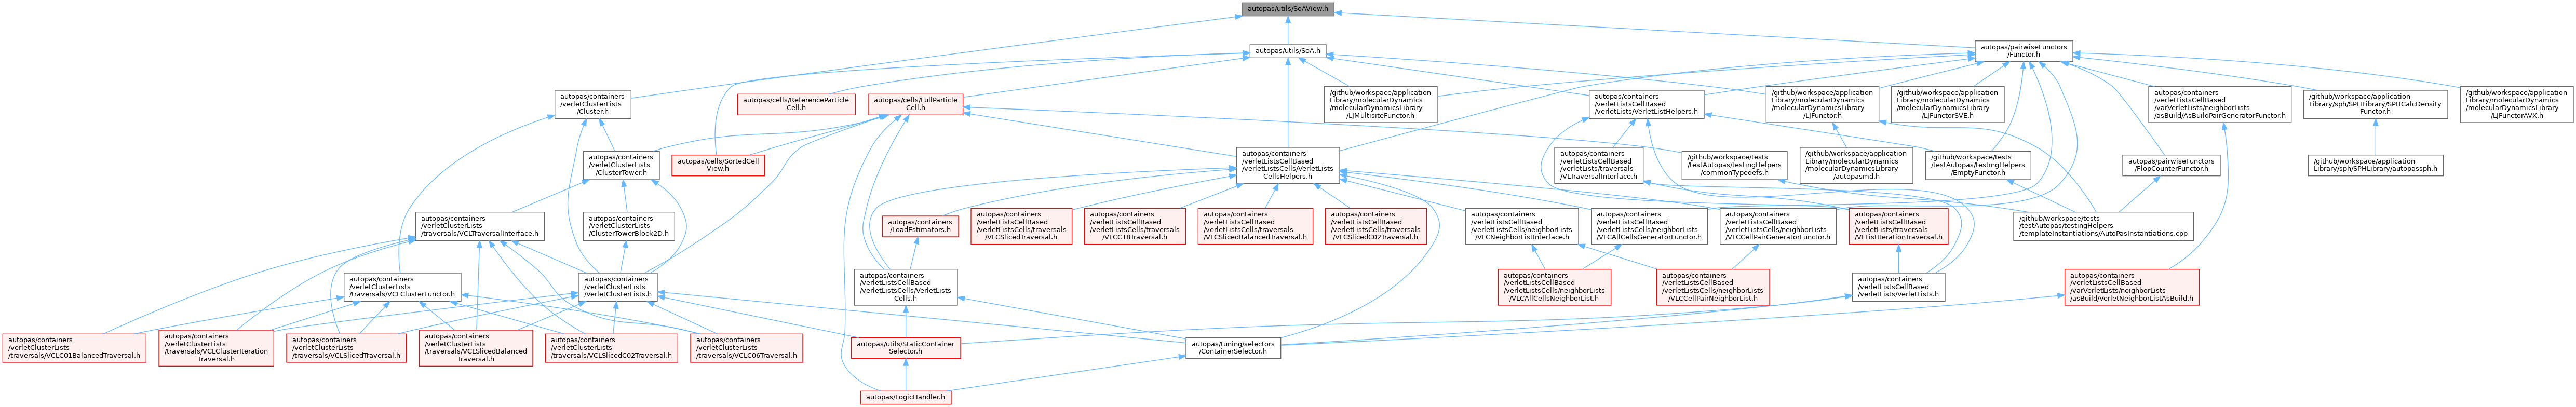 autopas/utils/SoAView.h
autopas/utils/SoA.h
autopas/pairwiseFunctors
/Functor.h
autopas/containers
/verletClusterLists
/Cluster.h
autopas/cells/ReferenceParticle
Cell.h
autopas/cells/FullParticle
Cell.h
/github/workspace/application
Library/molecularDynamics
/molecularDynamicsLibrary
/LJMultisiteFunctor.h
autopas/containers
/verletListsCellBased
/verletLists/VerletListHelpers.h
/github/workspace/application
Library/molecularDynamics
/molecularDynamicsLibrary
/LJFunctor.h
/github/workspace/application
Library/molecularDynamics
/molecularDynamicsLibrary
/LJFunctorSVE.h
autopas/containers
/verletListsCellBased
/varVerletLists/neighborLists
/asBuild/AsBuildPairGeneratorFunctor.h
/github/workspace/application
Library/sph/SPHLibrary/SPHCalcDensity
Functor.h
/github/workspace/application
Library/molecularDynamics
/molecularDynamicsLibrary
/LJFunctorAVX.h
autopas/containers
/verletClusterLists
/ClusterTower.h
autopas/cells/SortedCell
View.h
autopas/containers
/verletListsCellBased
/verletListsCells/VerletLists
CellsHelpers.h
autopas/containers
/verletListsCellBased
/verletLists/traversals
/VLTraversalInterface.h
/github/workspace/tests
/testAutopas/testingHelpers
/commonTypedefs.h
/github/workspace/application
Library/molecularDynamics
/molecularDynamicsLibrary
/autopasmd.h
/github/workspace/tests
/testAutopas/testingHelpers
/EmptyFunctor.h
autopas/pairwiseFunctors
/FlopCounterFunctor.h
/github/workspace/application
Library/sph/SPHLibrary/autopassph.h
autopas/containers
/verletClusterLists
/traversals/VCLTraversalInterface.h
autopas/containers
/verletClusterLists
/ClusterTowerBlock2D.h
autopas/containers
/LoadEstimators.h
autopas/containers
/verletListsCellBased
/verletListsCells/traversals
/VLCSlicedTraversal.h
autopas/containers
/verletListsCellBased
/verletListsCells/traversals
/VLCC18Traversal.h
autopas/containers
/verletListsCellBased
/verletListsCells/traversals
/VLCSlicedBalancedTraversal.h
autopas/containers
/verletListsCellBased
/verletListsCells/traversals
/VLCSlicedC02Traversal.h
autopas/containers
/verletListsCellBased
/verletListsCells/neighborLists
/VLCNeighborListInterface.h
autopas/containers
/verletListsCellBased
/verletListsCells/neighborLists
/VLCAllCellsGeneratorFunctor.h
autopas/containers
/verletListsCellBased
/verletListsCells/neighborLists
/VLCCellPairGeneratorFunctor.h
autopas/containers
/verletListsCellBased
/verletLists/traversals
/VLListIterationTraversal.h
/github/workspace/tests
/testAutopas/testingHelpers
/templateInstantiations/AutoPasInstantiations.cpp
autopas/containers
/verletClusterLists
/traversals/VCLClusterFunctor.h
autopas/containers
/verletClusterLists
/VerletClusterLists.h
autopas/containers
/verletListsCellBased
/verletListsCells/VerletLists
Cells.h
autopas/containers
/verletListsCellBased
/verletListsCells/neighborLists
/VLCAllCellsNeighborList.h
autopas/containers
/verletListsCellBased
/verletListsCells/neighborLists
/VLCCellPairNeighborList.h
autopas/containers
/verletListsCellBased
/verletLists/VerletLists.h
autopas/containers
/verletListsCellBased
/varVerletLists/neighborLists
/asBuild/VerletNeighborListAsBuild.h
autopas/containers
/verletClusterLists
/traversals/VCLC01BalancedTraversal.h
autopas/containers
/verletClusterLists
/traversals/VCLClusterIteration
Traversal.h
autopas/containers
/verletClusterLists
/traversals/VCLSlicedTraversal.h
autopas/containers
/verletClusterLists
/traversals/VCLSlicedBalanced
Traversal.h
autopas/containers
/verletClusterLists
/traversals/VCLSlicedC02Traversal.h
autopas/containers
/verletClusterLists
/traversals/VCLC06Traversal.h
autopas/utils/StaticContainer
Selector.h
autopas/tuning/selectors
/ContainerSelector.h
autopas/LogicHandler.h